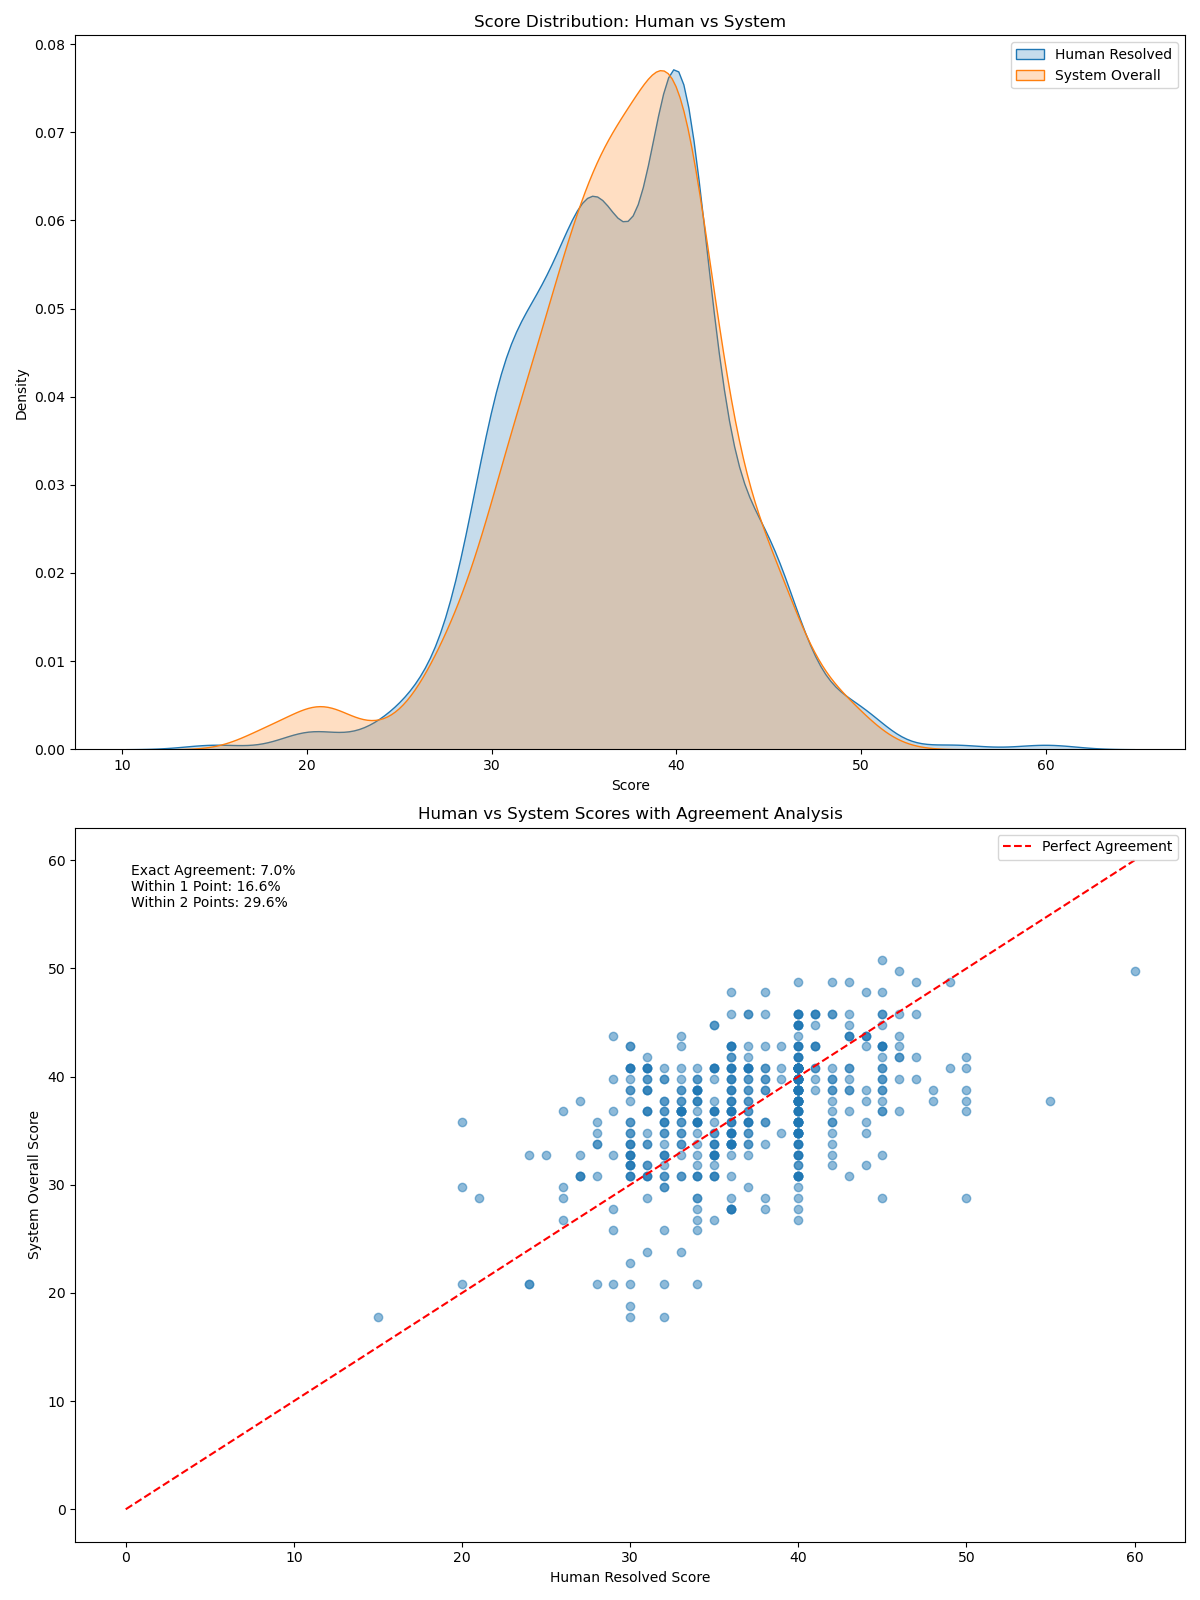 Score Distribution: Human vs System
Human Resolved
System Overall
0.08
0.07
0.06
0.05
0.04
0.03
0.02
0.01
0.00
Density
10 20 30 40 50 60
Score
Human vs System Scores with Agreement Analysis
Perfect Agreement
Exact Agreement: 7.0%
Within 1 Point: 16.6%
Within 2 Points: 29.6%
60
50
40
30
20
10
0
System Overall Score
0 10 20 30 40 50 60
Human Resolved Score